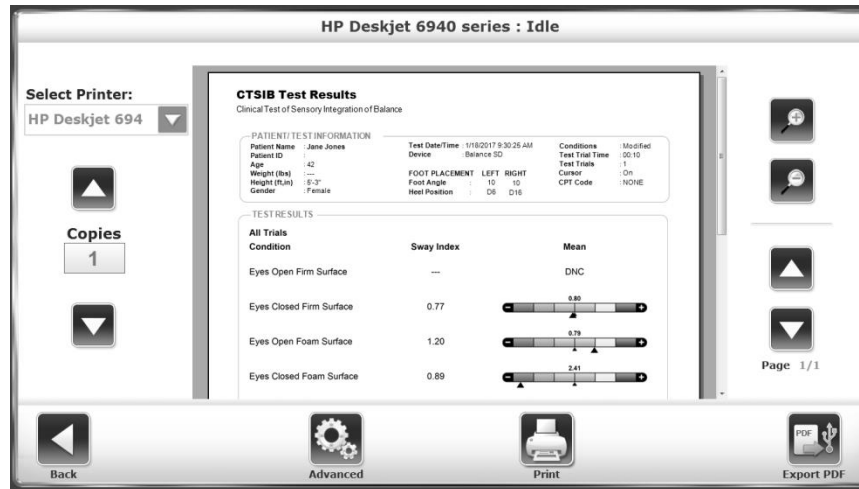 HP Deskjet 6940 series : Idle
Select Printer:
HP Deskjet 694
Copies
1
CTSIB Test Results
Clinical Test of Sensory Integration of Balance
PATIENT/TEST INFORMATION
Patient Name : Jane Jones
Patient ID :
Age : 42
Weight (lbs) : ---
Height (ft,in) : 6'-3"
Gender : Female
Test Date/Time : 1/18/2017 9:30:26 AM
Device : Balance SD
FOOT PLACEMENT LEFT RIGHT
Foot Angle : 10 10
Heel Position : D6 D16
Conditions : Modified
Test Trial Time : 00:10
Test Trials : 1
Cursor : On
CPT Code : NONE
TEST RESULTS
All Trials
Condition Sway Index Mean
Eyes Open Firm Surface --- DNC
Eyes Closed Firm Surface 0.77 0.80
Eyes Open Foam Surface 1.20 0.79
Eyes Closed Foam Surface 0.89 2.41
Page 1/1
Back
Advanced
Print
PDF
Export PDF